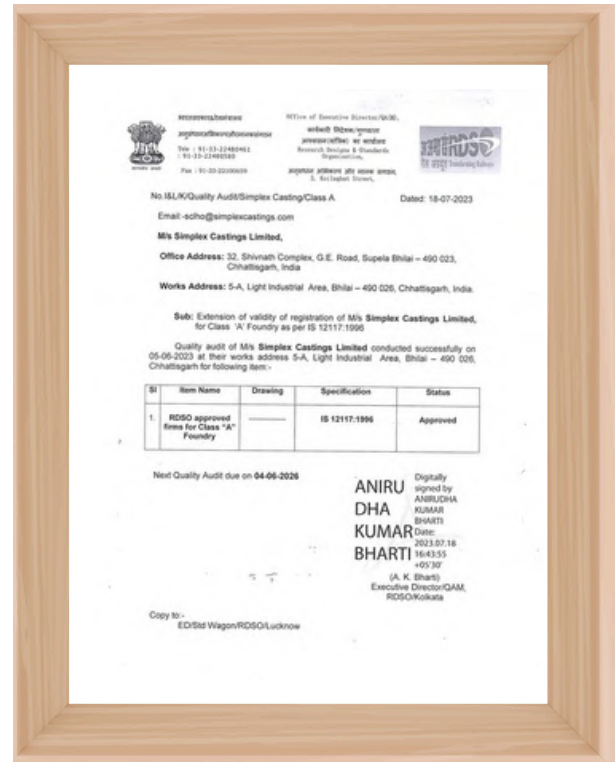 Office of Executive Director/QAM,
Tele : 91-33-22480461
: 91-33-22480580
Research Designs & Standards
Organisation,
Fax : 91-33-22100659
3, Koilaghat Street,
RDSO
Transforming Railways
No.I&L/K/Quality Audit/Simplex Casting/Class A Dated: 18-07-2023
Email:-sclho@simplexcastings.com
M/s Simplex Castings Limited,
Office Address: 32, Shivnath Complex, G.E. Road, Supela Bhilai – 490 023,
Chhattisgarh, India
Works Address: 5-A, Light Industrial Area, Bhilai – 490 026, Chhattisgarh, India.
Sub: Extension of validity of registration of M/s Simplex Castings Limited,
for Class 'A' Foundry as per IS 12117:1996
Quality audit of M/s Simplex Castings Limited conducted successfully on
05-06-2023 at their works address 5-A, Light Industrial Area, Bhilai – 490 026,
Chhattisgarh for following item:-
Sl Item Name Drawing Specification Status
1. RDSO approved ——— IS 12117:1996 Approved
firms for Class "A"
Foundry
Next Quality Audit due on 04-06-2026
ANIRU
DHA
KUMAR
BHARTI
Digitally
signed by
ANIRUDHA
KUMAR
BHARTI
Date:
2023.07.18
16:43:55
+05'30'
(A. K. Bharti)
Executive Director/QAM,
RDSO/Kolkata
Copy to:-
ED/Std Wagon/RDSO/Lucknow